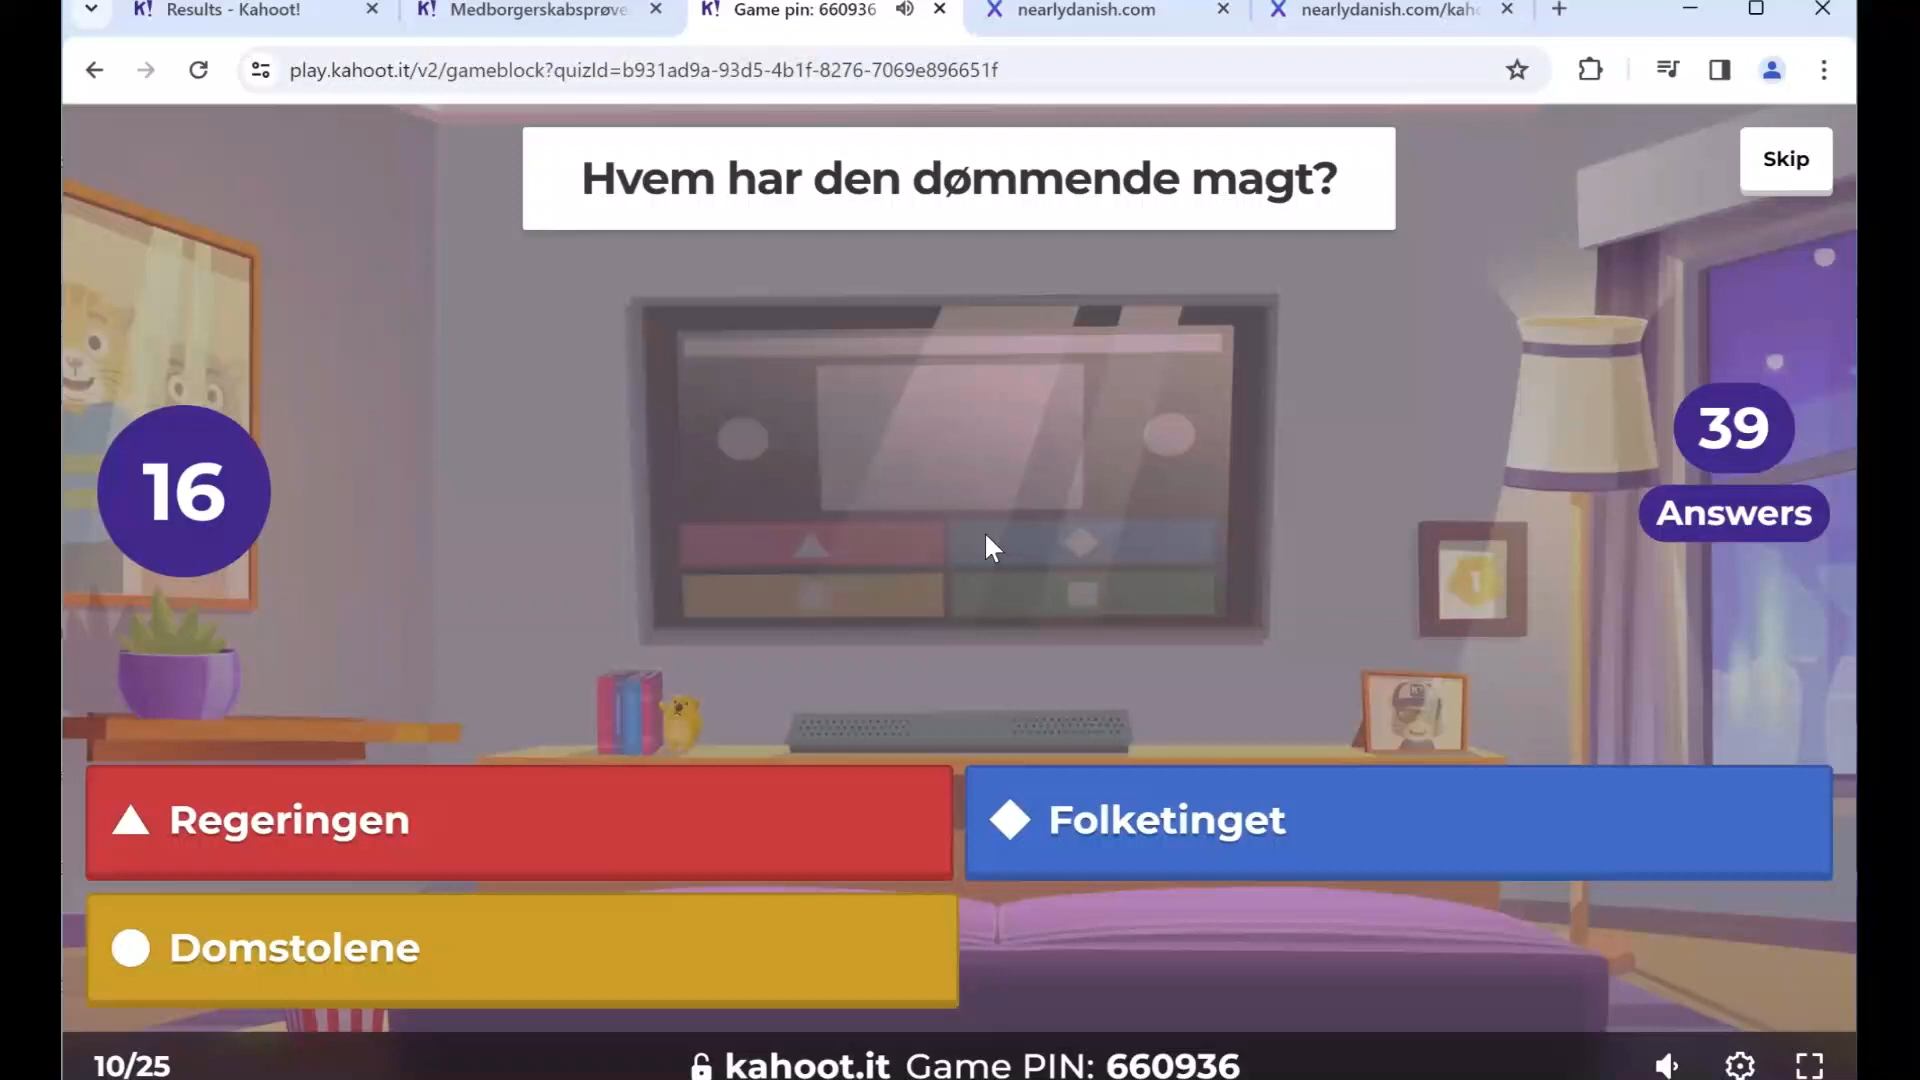 K! Results - Kahoot!
K! Medborgerskabsprøve
K! Game pin: 660936
nearlydanish.com
nearlydanish.com/kaho
play.kahoot.it/v2/gameblock?quizId=b931ad9a-93d5-4b1f-8276-7069e896651f
Hvem har den dømmende magt?
Skip
16
39
Answers
1
Regeringen
Folketinget
Domstolene
10/25
kahoot.it Game PIN: 660936